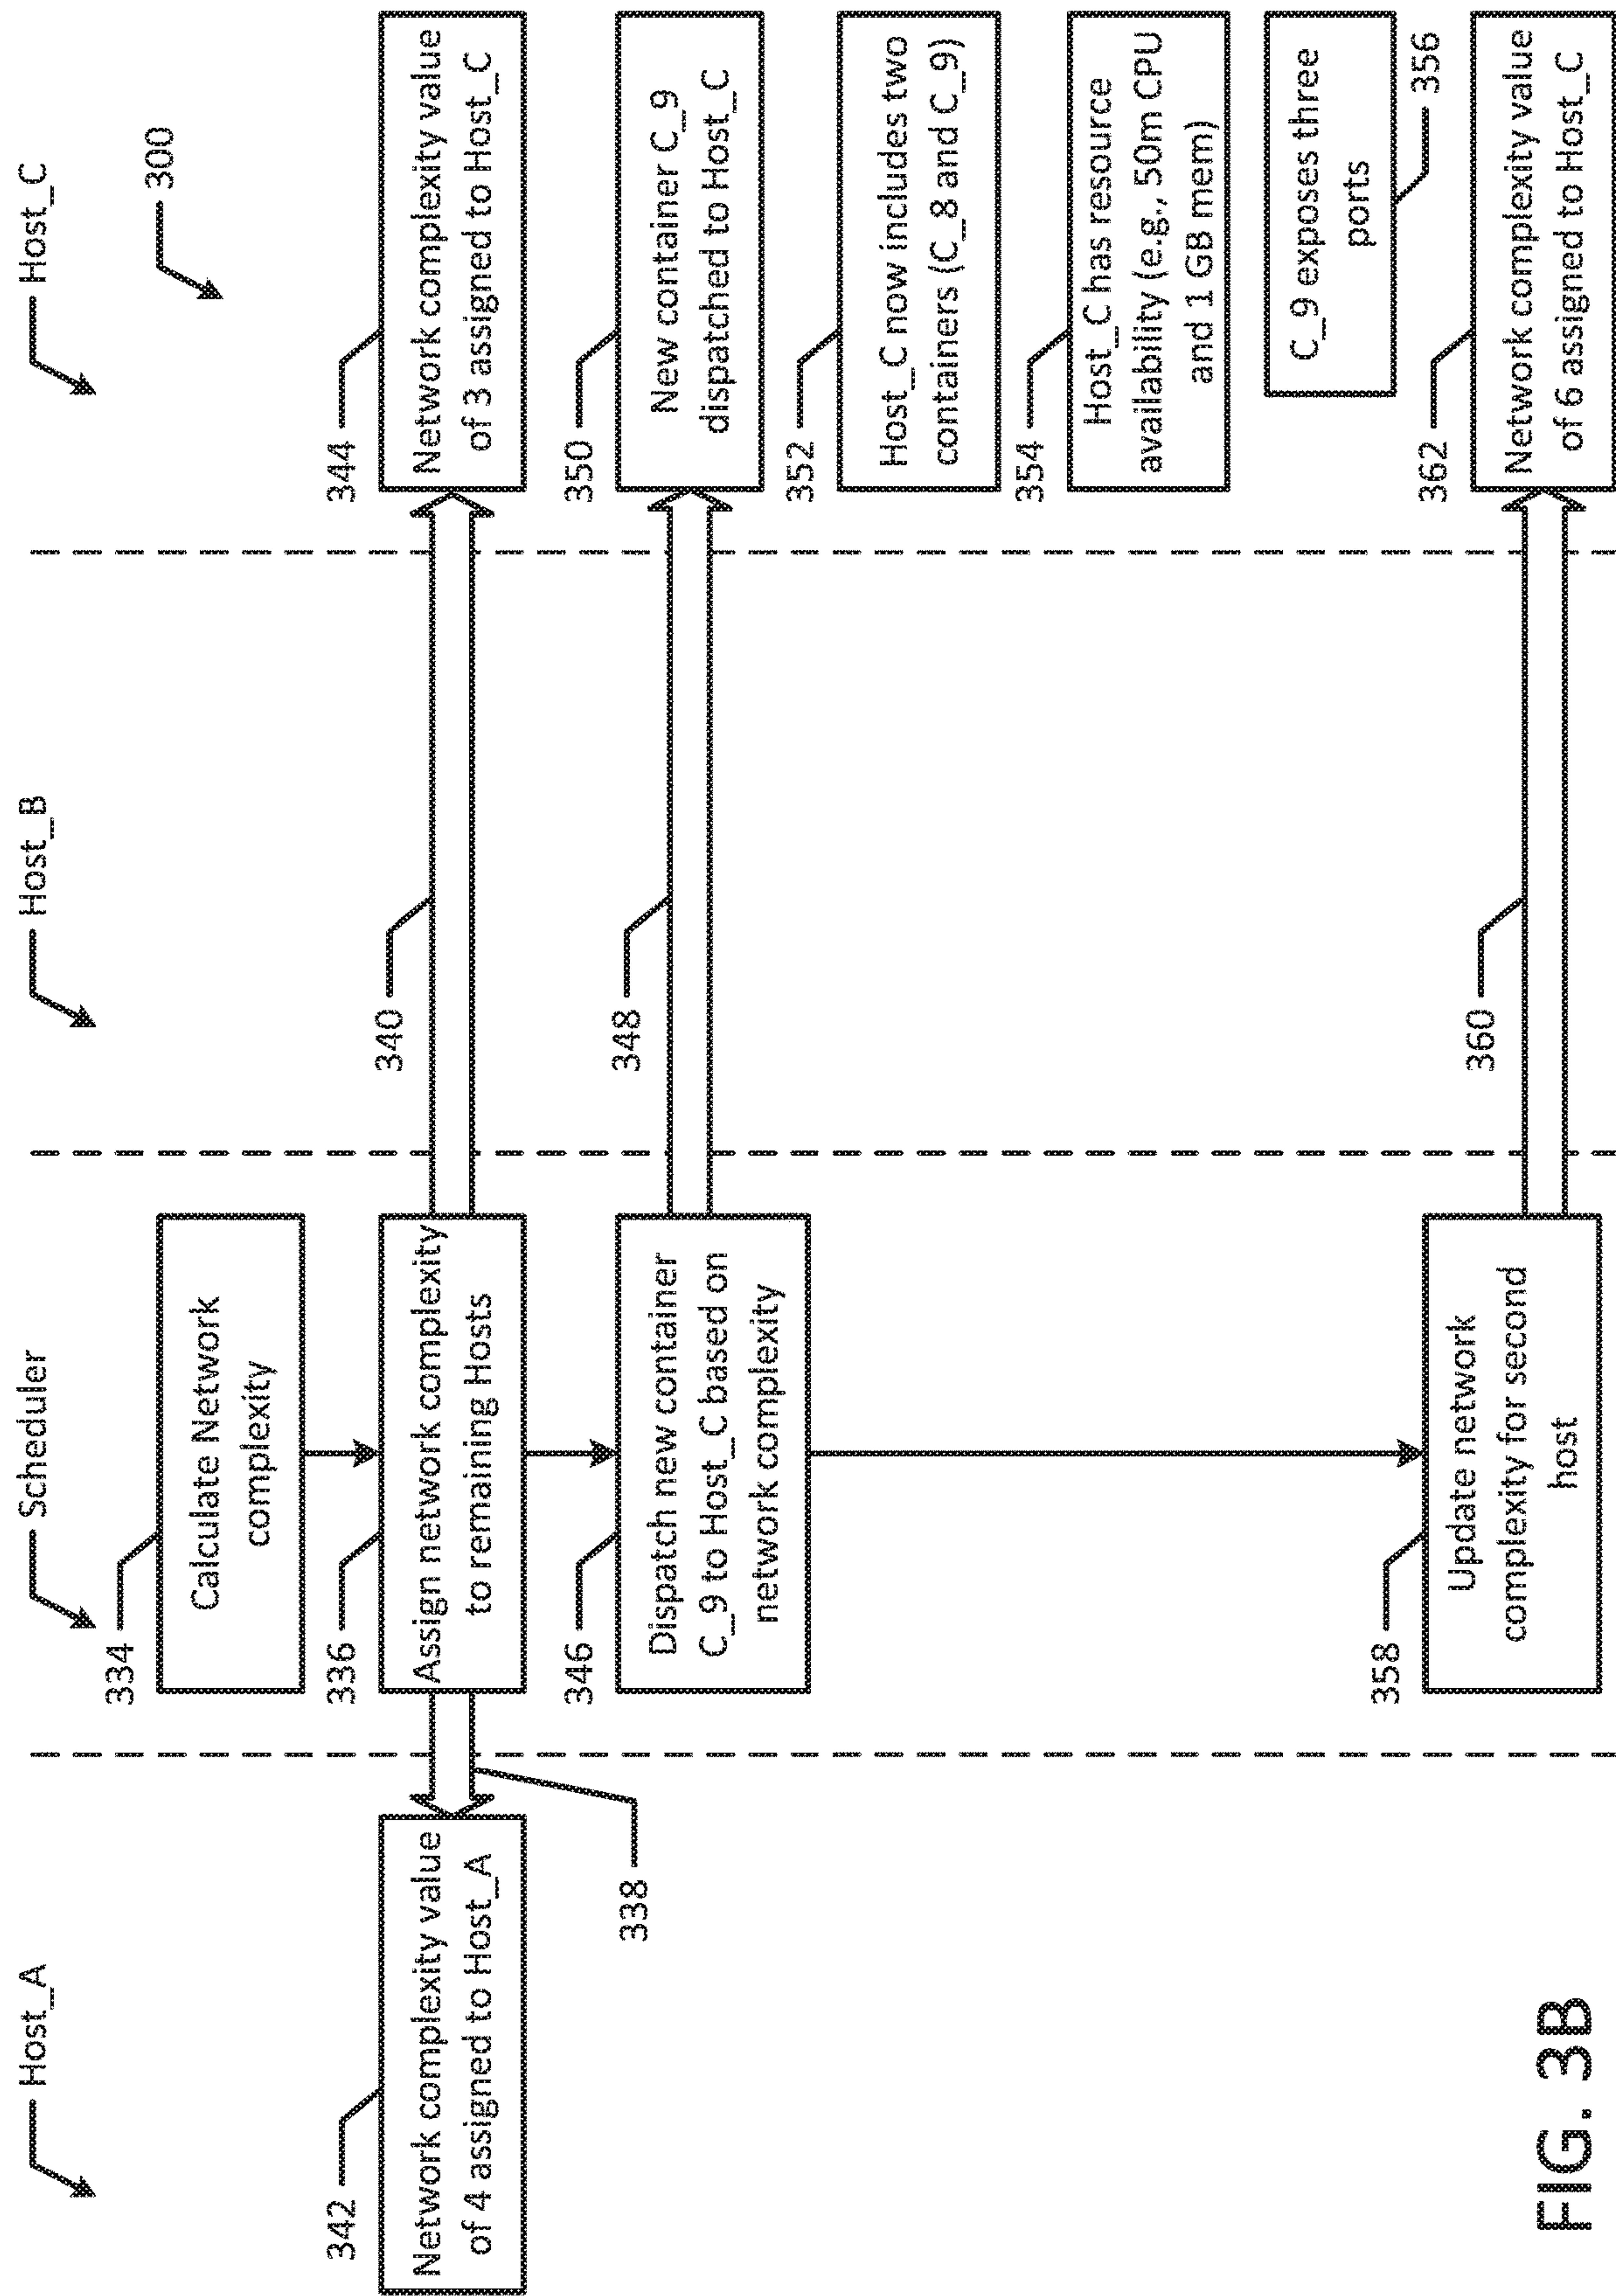 Host_A
Scheduler
Host_B
Host_C
300
334
Calculate Network
complexity
342
Network complexity value
of 4 assigned to Host_A
338
336
Assign network complexity
to remaining Hosts
340
344
Network complexity value
of 3 assigned to Host_C
346
Dispatch new container
C_9 to Host_C based on
network complexity
348
350
New container C_9
dispatched to Host_C
352
Host_C now includes two
containers (C_8 and C_9)
354
Host_C has resource
availability (e.g., 50m CPU
and 1 GB mem)
C_9 exposes three
ports
356
358
Update network
complexity for second
host
360
362
Network complexity value
of 6 assigned to Host_C
FIG. 3B